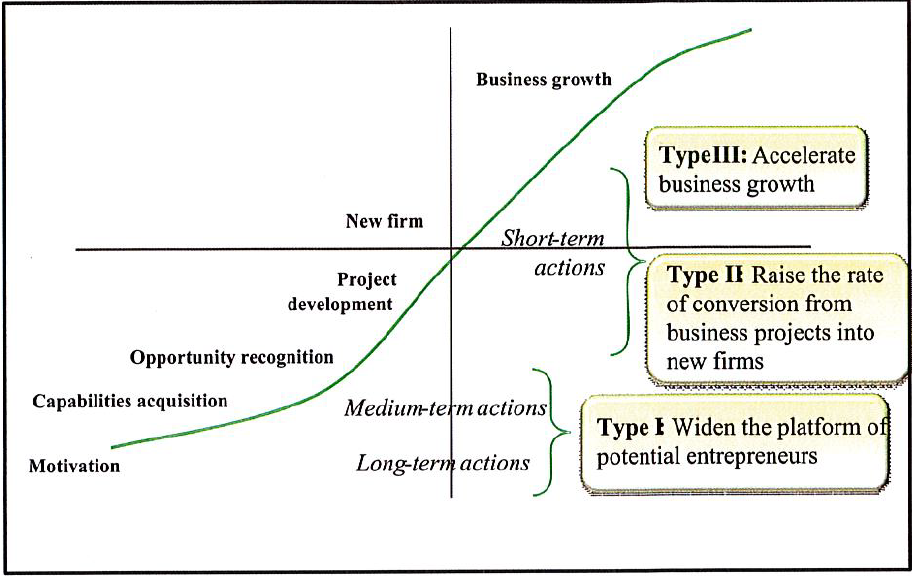 Business growth
TypeIII: Accelerate
business growth
New firm
Short-term
actions
Project
development
Type II: Raise the rate
of conversion from
business projects into
new firms
Opportunity recognition
Capabilities acquisition
Medium-term actions
Type I: Widen the platform of
potential entrepreneurs
Motivation
Long-term actions